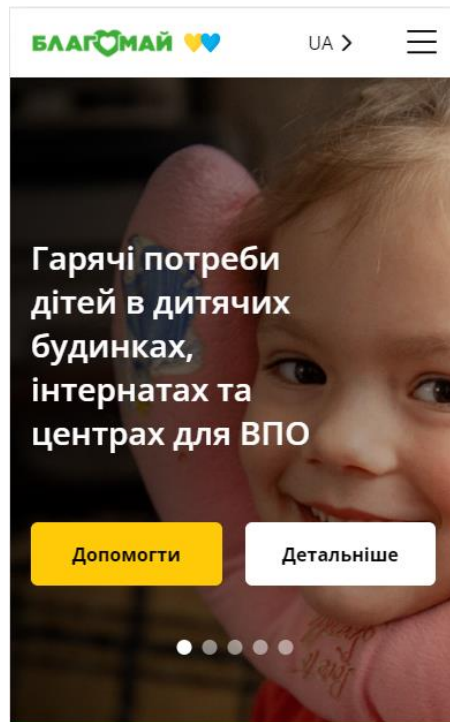 БЛАГОМАЙ
UA
Гарячі потреби
дітей в дитячих
будинках,
інтернатах та
центрах для ВПО
Допомогти
Детальніше